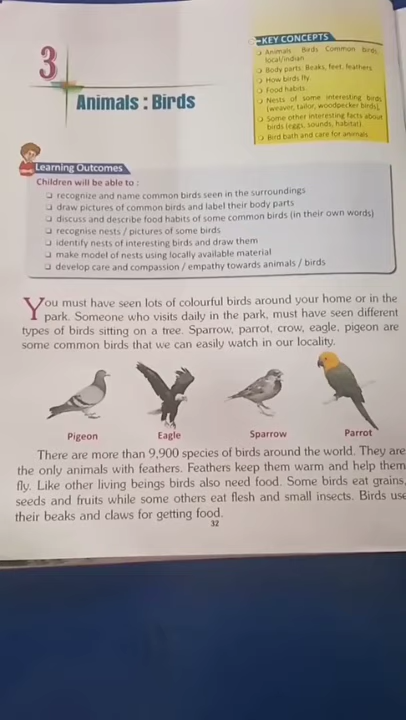 3
Animals : Birds
KEY CONCEPTS
❑ Animals Birds Common birds, local/indian
❑ Body parts: Beaks, feet, feathers
❑ How birds fly
❑ Food habits
❑ Nests of some interesting birds
(weaver, tailor, woodpecker birds),
❑ Some other interesting facts about
birds (eggs, sounds, habitat)
❑ Bird bath and care for animals
Learning Outcomes
Children will be able to :
❑ recognize and name common birds seen in the surroundings
❑ draw pictures of common birds and label their body parts
❑ discuss and describe food habits of some common birds (in their own words)
❑ recognise nests / pictures of some birds
❑ identify nests of interesting birds and draw them
❑ make model of nests using locally available material
❑ develop care and compassion / empathy towards animals / birds
You must have seen lots of colourful birds around your home or in the
park. Someone who visits daily in the park, must have seen different
types of birds sitting on a tree. Sparrow, parrot, crow, eagle, pigeon are
some common birds that we can easily watch in our locality.
Pigeon Eagle Sparrow Parrot
There are more than 9,900 species of birds around the world. They are
the only animals with feathers. Feathers keep them warm and help them
fly. Like other living beings birds also need food. Some birds eat grains,
seeds and fruits while some others eat flesh and small insects. Birds use
their beaks and claws for getting food.
32